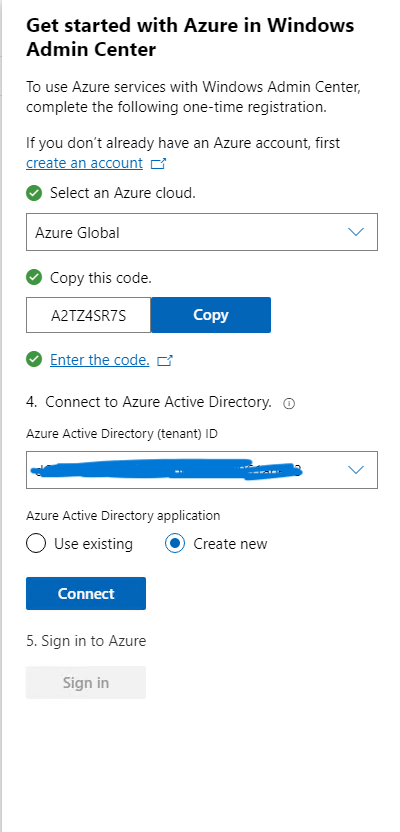 Get started with Azure in Windows
Admin Center
To use Azure services with Windows Admin Center,
complete the following one-time registration.
If you don’t already have an Azure account, first
create an account
Select an Azure cloud.
Azure Global
Copy this code.
A2TZ4SR7S
Copy
Enter the code.
4. Connect to Azure Active Directory.
Azure Active Directory (tenant) ID
Azure Active Directory application
Use existing
Create new
Connect
5. Sign in to Azure
Sign in